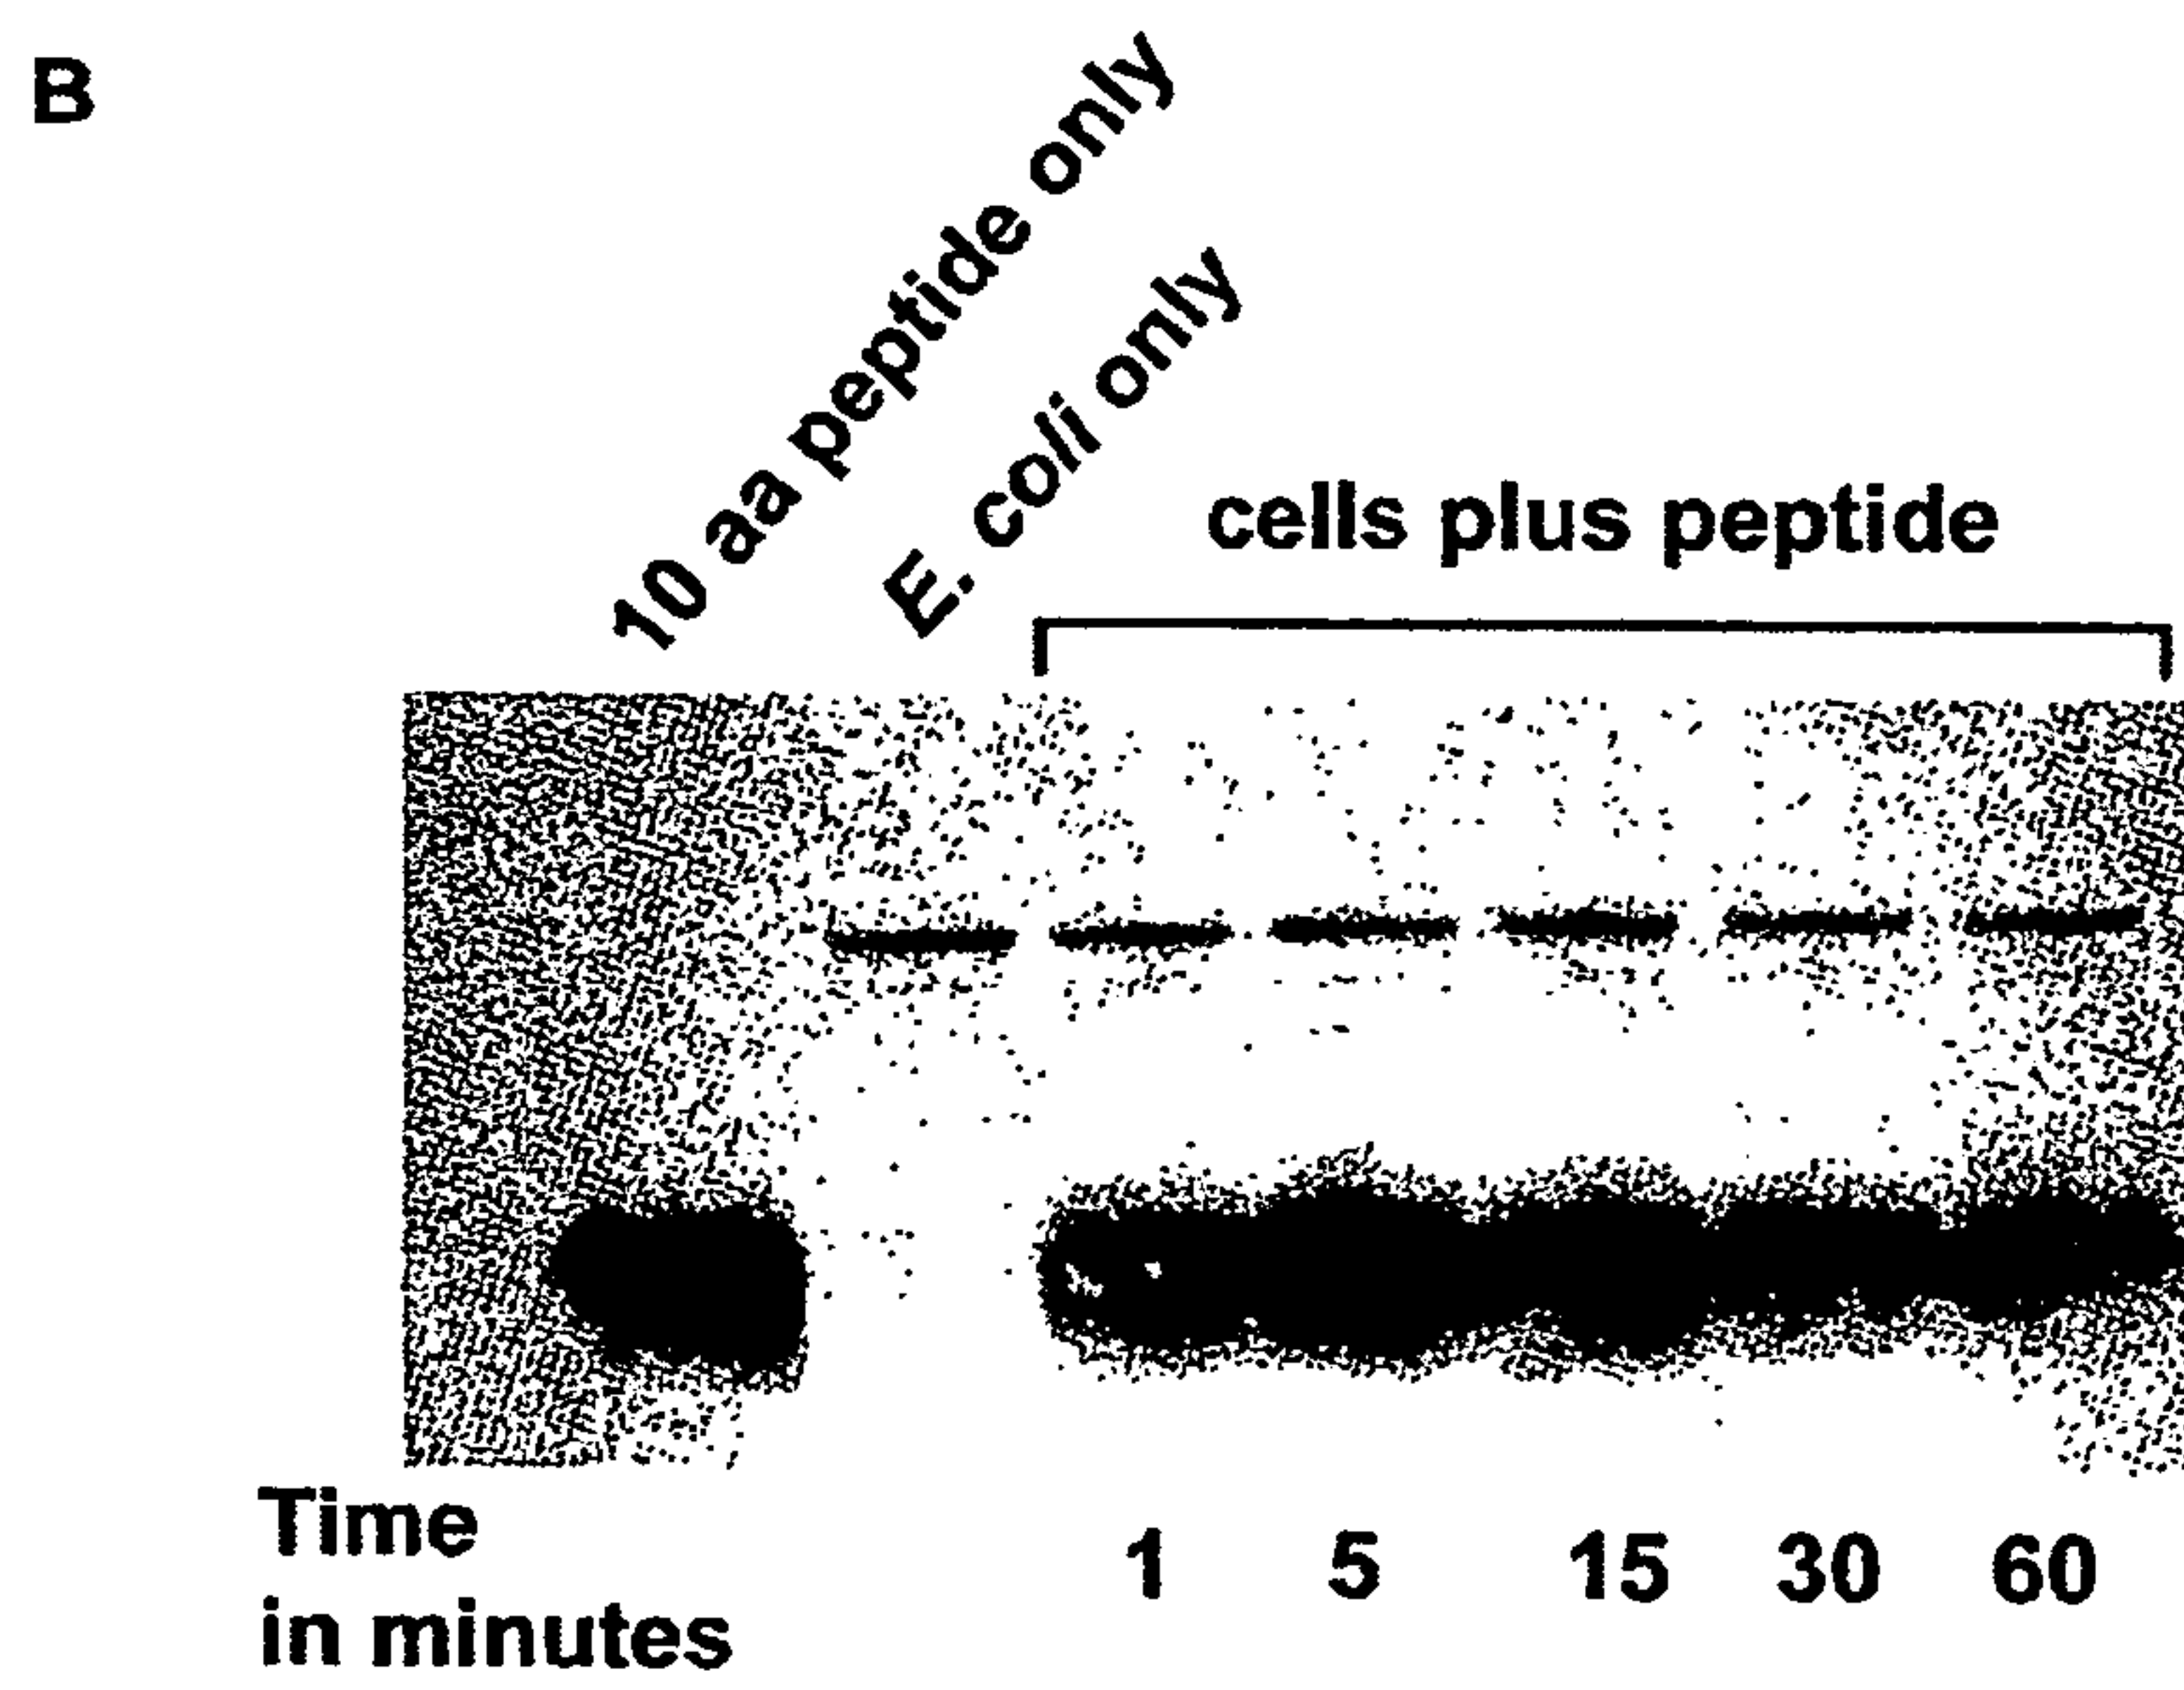 B
10 aa peptide only
E. coli only
cells plus peptide
Time
in minutes
1 5 15 30 60